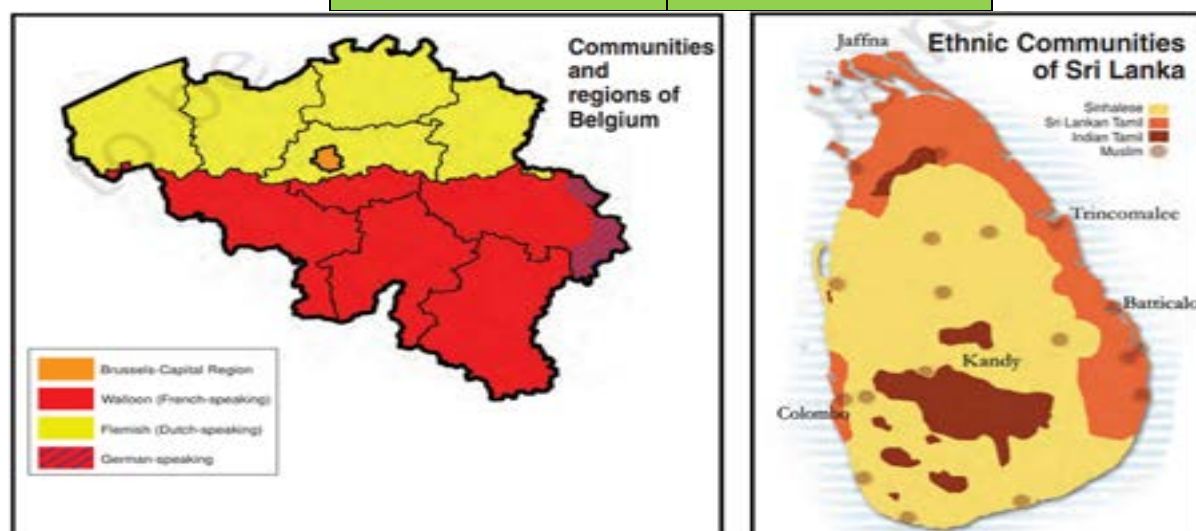 Communities
and
regions of
Belgium
Brussels-Capital Region
Walloon (French-speaking)
Flemish (Dutch-speaking)
German-speaking
Jaffna
Ethnic Communities
of Sri Lanka
Sinhalese
Sri Lankan Tamil
Indian Tamil
Muslim
Trincomalee
Batticalo
Kandy
Colombo